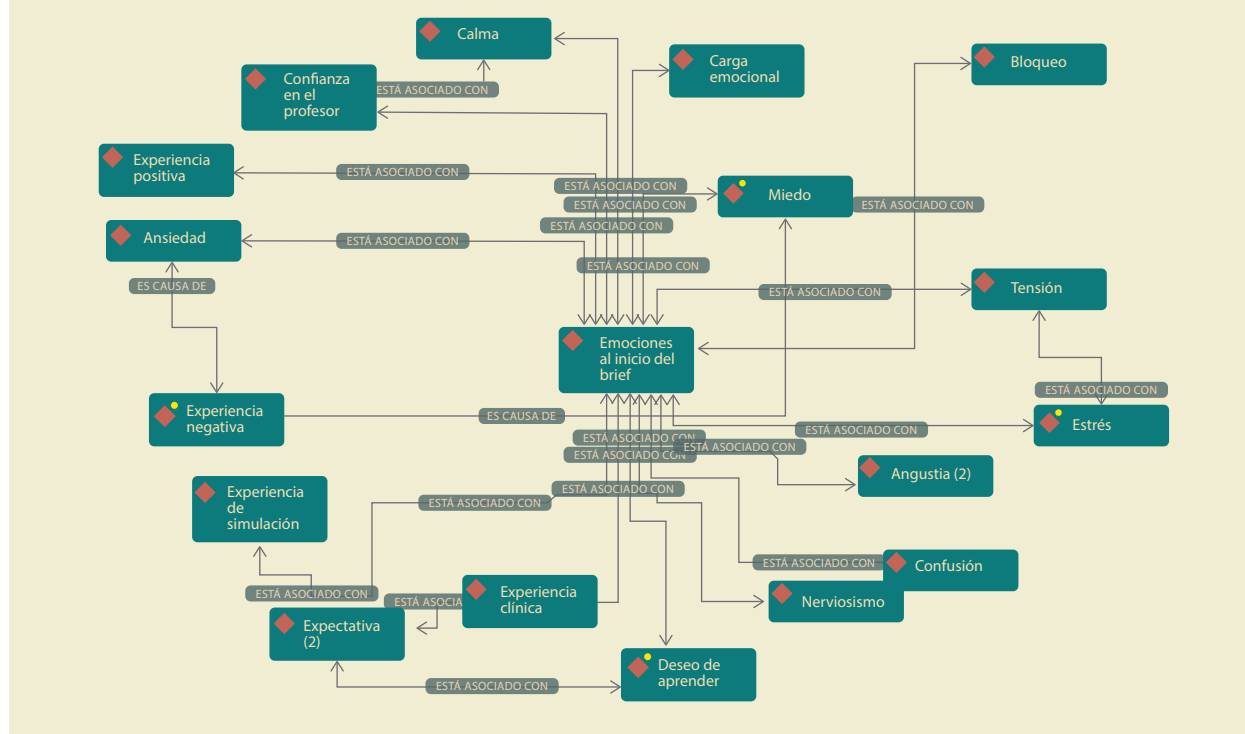 Calma
Carga
emocional
Bloqueo
Confianza
en el
profesor
ESTÁ ASOCIADO CON
Experiencia
positiva
ESTÁ ASOCIADO CON
ESTÁ ASOCIADO CON
Miedo
ESTÁ ASOCIADO CON
ESTÁ ASOCIADO CON
ESTÁ ASOCIADO CON
Ansiedad
ESTÁ ASOCIADO CON
ESTÁ ASOCIADO CON
ES CAUSA DE
ESTÁ ASOCIADO CON
Tensión
Emociones
al inicio del
brief
ESTÁ ASOCIADO CON
Experiencia
negativa
ES CAUSA DE
Estrés
ESTÁ ASOCIADO CON
ESTÁ ASOCIADO CON
ESTÁ ASOCIADO CON
ESTÁ ASOCIADO CON
Angustia (2)
Experiencia
de
simulación
ESTÁ ASOCIADO CON
ESTÁ ASOCIADO CON
ESTÁ ASOCIADO CON
Confusión
ESTÁ ASOCIADO CON
ESTÁ ASOCIA
Experiencia
clínica
Nerviosismo
Expectativa
(2)
Deseo de
aprender
ESTÁ ASOCIADO CON